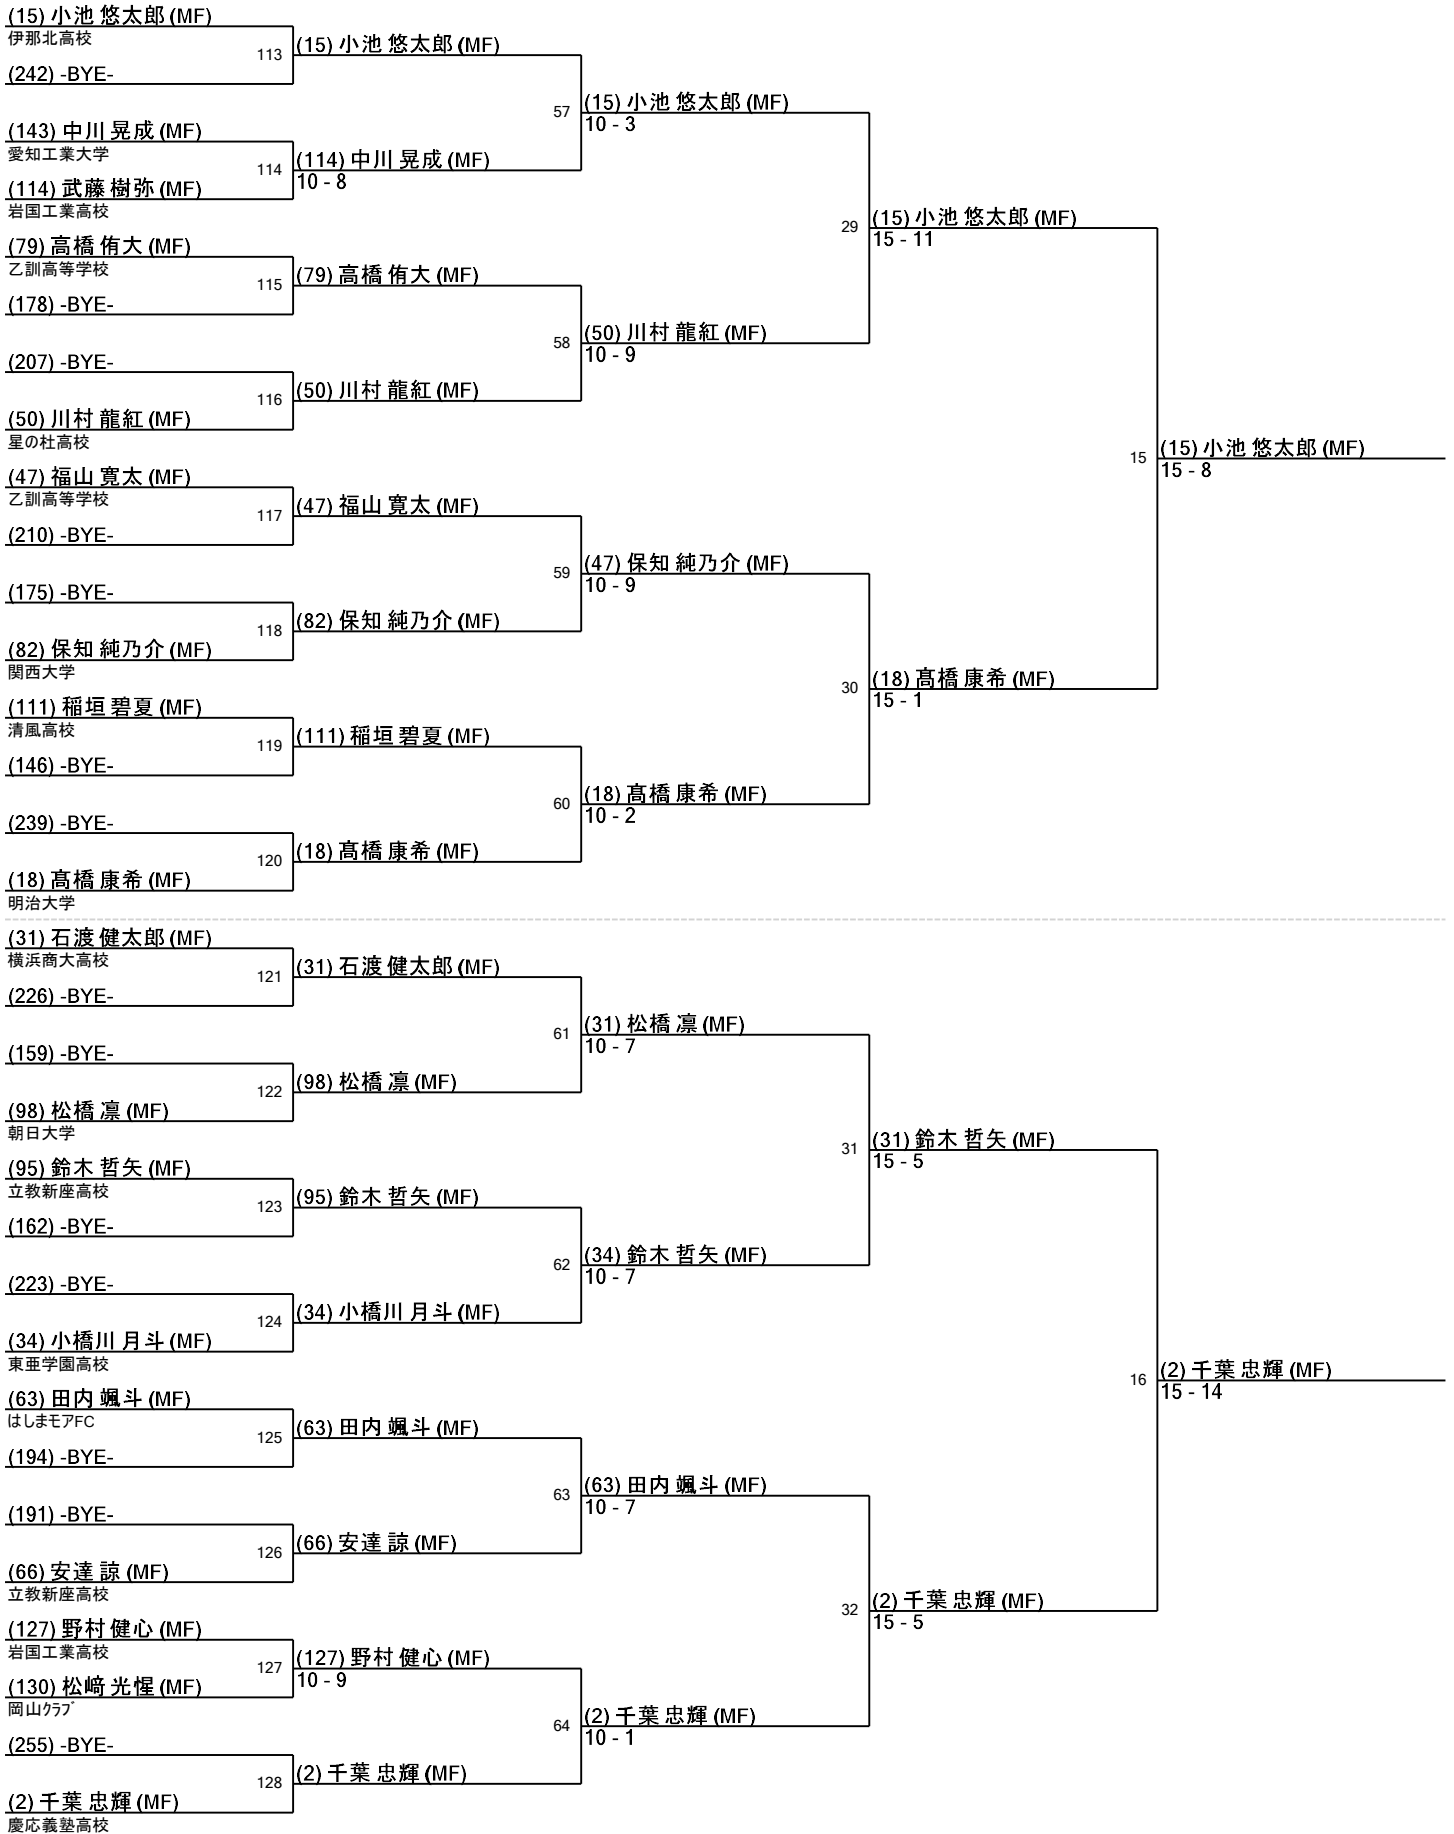 (15) 小池 悠太郎 (MF)
伊那北高校
113
(15) 小池 悠太郎 (MF)
(242) -BYE-
57
(15) 小池 悠太郎 (MF)
10 - 3
(143) 中川 晃成 (MF)
愛知工業大学
114
(114) 中川 晃成 (MF)
10 - 8
(114) 武藤 樹弥 (MF)
岩国工業高校
29
(15) 小池 悠太郎 (MF)
15 - 11
(79) 高橋 侑大 (MF)
乙訓高等学校
115
(79) 高橋 侑大 (MF)
(178) -BYE-
58
(50) 川村 龍紅 (MF)
10 - 9
(207) -BYE-
116
(50) 川村 龍紅 (MF)
(50) 川村 龍紅 (MF)
星の杜高校
15
(15) 小池 悠太郎 (MF)
15 - 8
(47) 福山 寛太 (MF)
乙訓高等学校
117
(47) 福山 寛太 (MF)
(210) -BYE-
59
(47) 保知 純乃介 (MF)
10 - 9
(175) -BYE-
118
(82) 保知 純乃介 (MF)
(82) 保知 純乃介 (MF)
関西大学
30
(18) 髙橋 康希 (MF)
15 - 1
(111) 稲垣 碧夏 (MF)
清風高校
119
(111) 稲垣 碧夏 (MF)
(146) -BYE-
60
(18) 髙橋 康希 (MF)
10 - 2
(239) -BYE-
120
(18) 髙橋 康希 (MF)
(18) 髙橋 康希 (MF)
明治大学
(31) 石渡 健太郎 (MF)
横浜商大高校
121
(31) 石渡 健太郎 (MF)
(226) -BYE-
61
(31) 松橋 凛 (MF)
10 - 7
(159) -BYE-
122
(98) 松橋 凛 (MF)
(98) 松橋 凛 (MF)
朝日大学
31
(31) 鈴木 哲矢 (MF)
15 - 5
(95) 鈴木 哲矢 (MF)
立教新座高校
123
(95) 鈴木 哲矢 (MF)
(162) -BYE-
62
(34) 鈴木 哲矢 (MF)
10 - 7
(223) -BYE-
124
(34) 小橋川 月斗 (MF)
(34) 小橋川 月斗 (MF)
東亜学園高校
16
(2) 千葉 忠輝 (MF)
15 - 14
(63) 田内 颯斗 (MF)
はしまモアFC
125
(63) 田内 颯斗 (MF)
(194) -BYE-
63
(63) 田内 颯斗 (MF)
10 - 7
(191) -BYE-
126
(66) 安達 諒 (MF)
(66) 安達 諒 (MF)
立教新座高校
32
(2) 千葉 忠輝 (MF)
15 - 5
(127) 野村 健心 (MF)
岩国工業高校
127
(127) 野村 健心 (MF)
10 - 9
(130) 松﨑 光惺 (MF)
岡山ｸﾗﾌﾞ
64
(2) 千葉 忠輝 (MF)
10 - 1
(255) -BYE-
128
(2) 千葉 忠輝 (MF)
(2) 千葉 忠輝 (MF)
慶応義塾高校